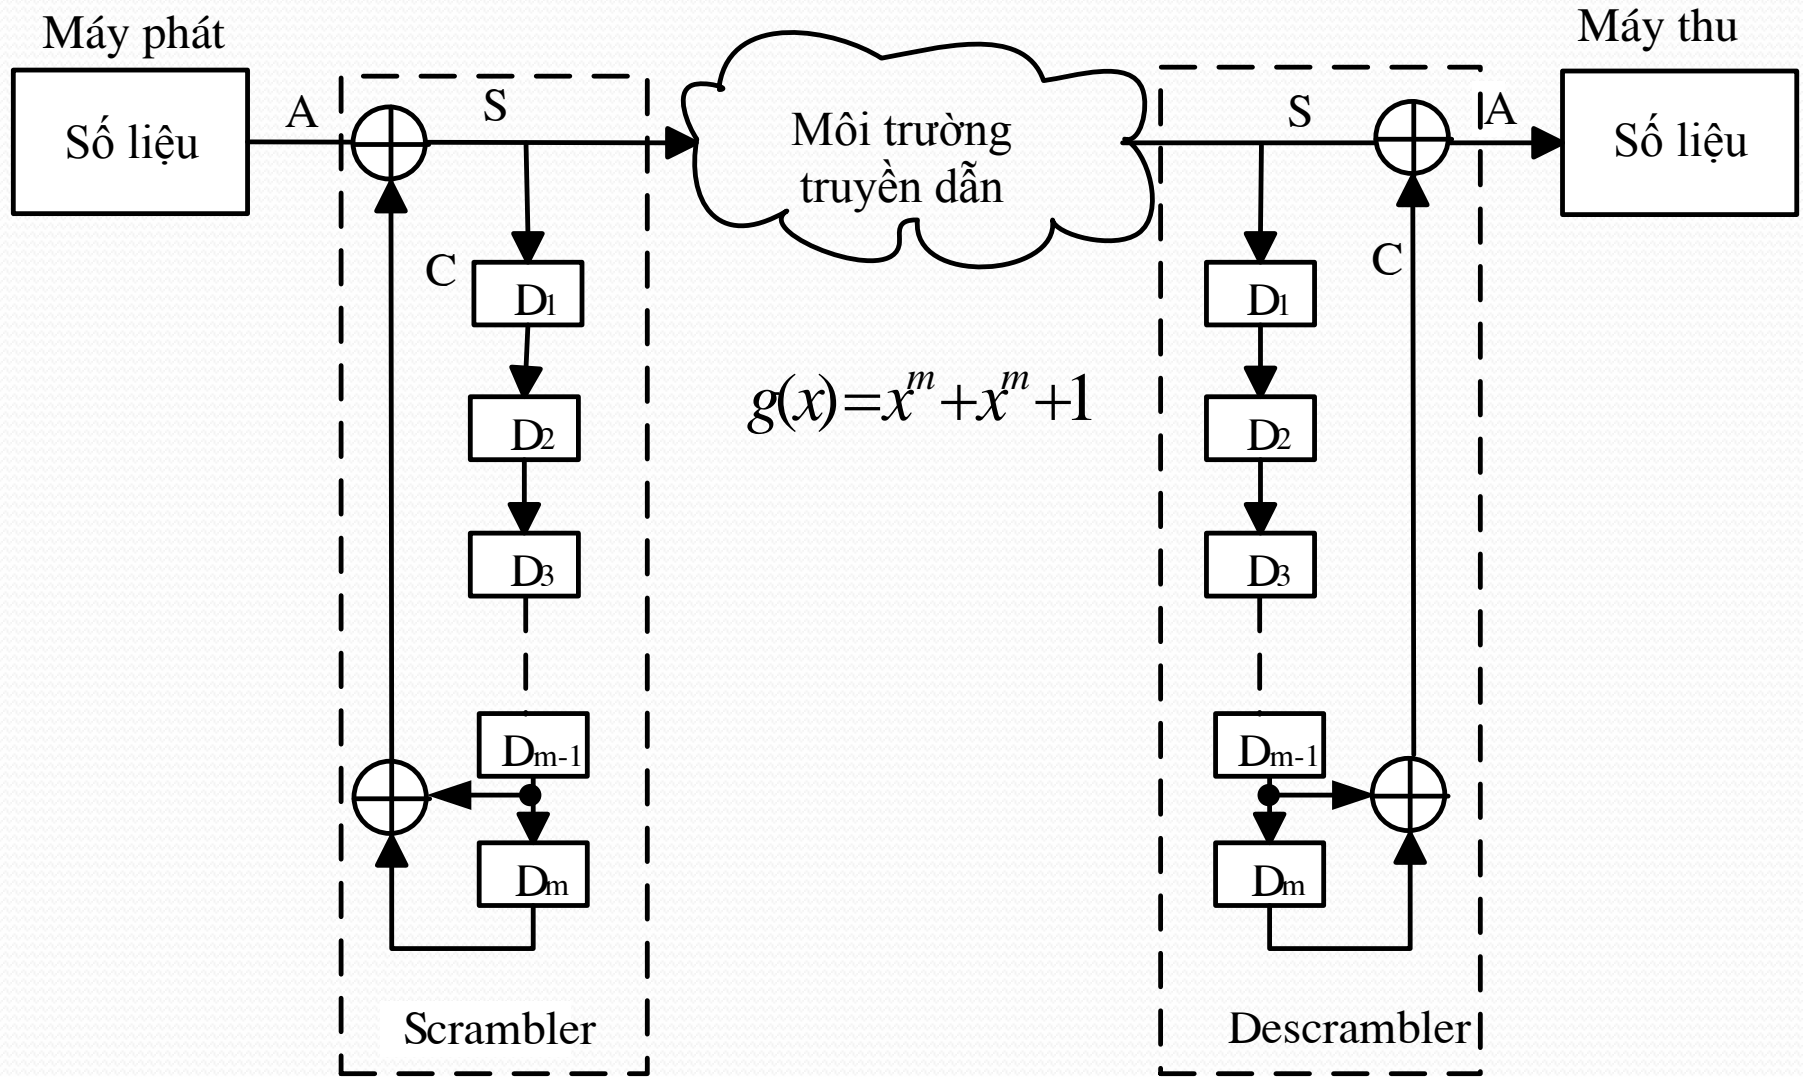 Máy phát
Số liệu
A
S
C
D1
D2
D3
Dm-1
Dm
Scrambler
Môi trường
truyền dẫn
g(x)=x^m+x^m+1
S
A
C
D1
D2
D3
Dm-1
Dm
Descrambler
Máy thu
Số liệu